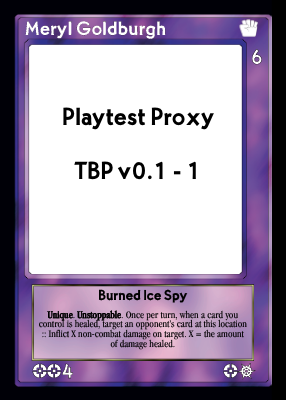 Meryl Goldburgh
6
Playtest Proxy
TBP v0.1 - 1
Burned Ice Spy
Unique. Unstoppable. Once per turn, when a card you
control is healed, target an opponent's card at this location
:: Inflict X non-combat damage on target. X = the amount
of damage healed.
4